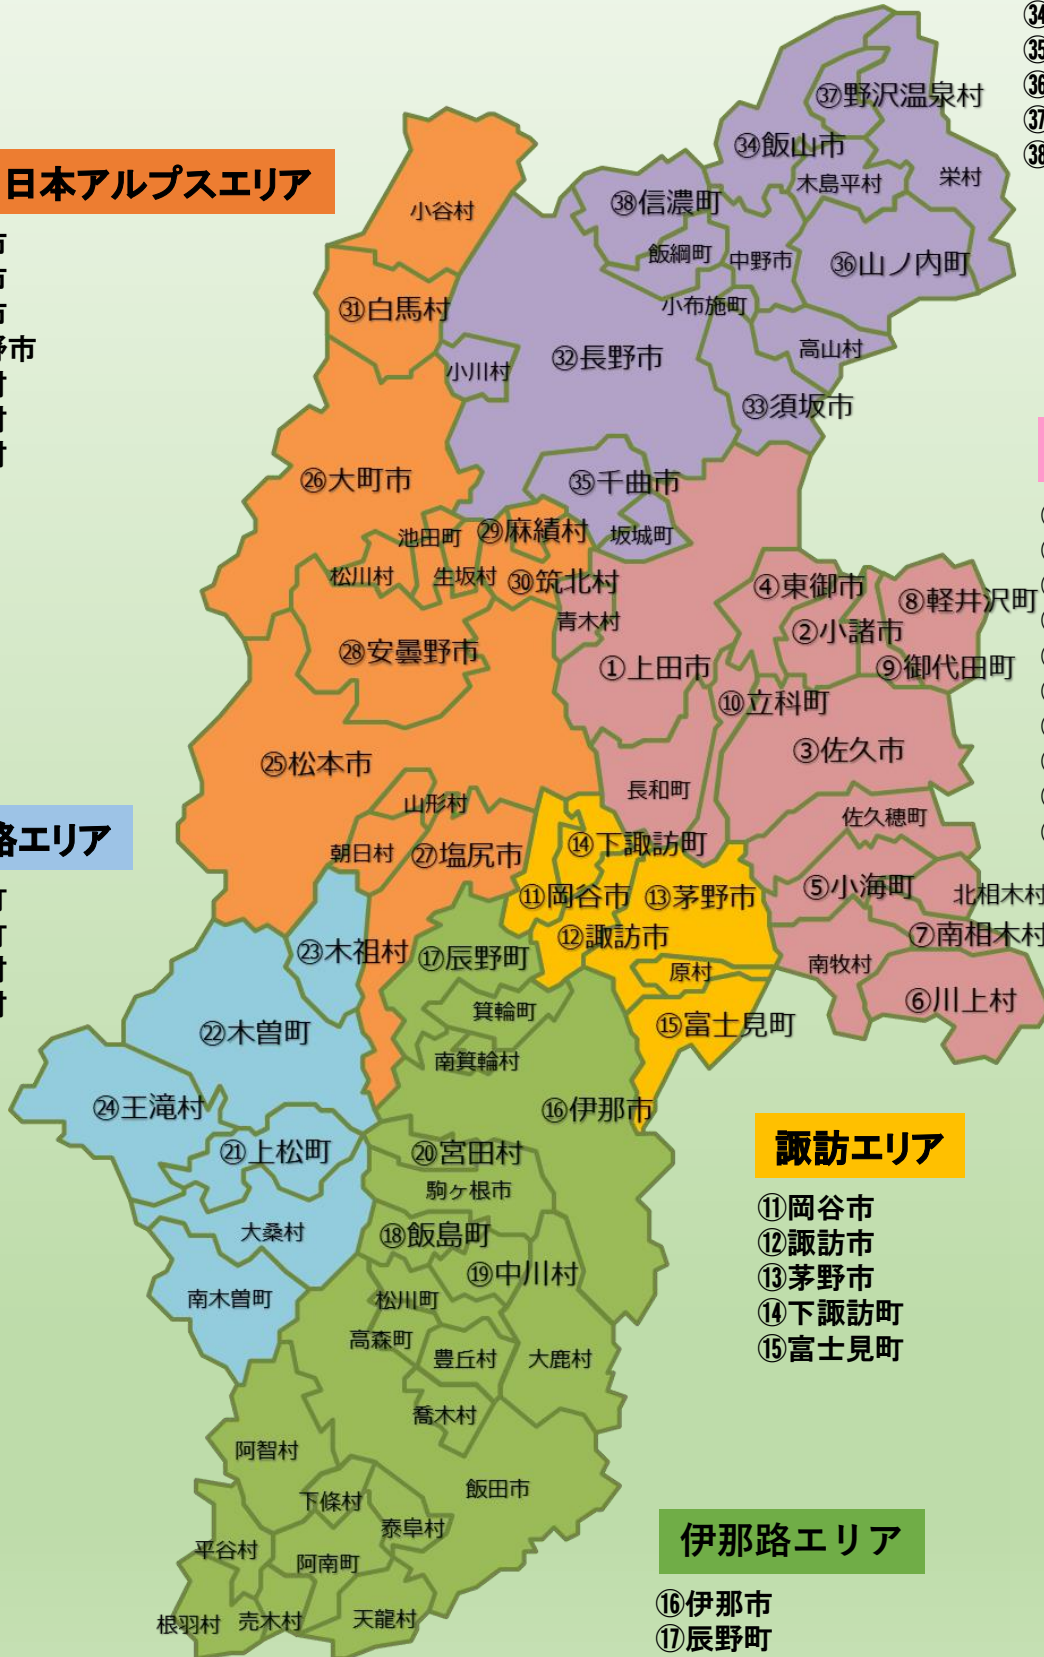 ㉞
㉟
㊱
㊲
㊳
㊲野沢温泉村
㉞飯山市
木島平村
栄村
㊳信濃町
飯綱町
中野市
㊱山ノ内町
小布施町
高山村
㉜長野市
小川村
㉝須坂市
㉟千曲市
坂城町
日本アルプスエリア
市
市
市
野市
村
村
村
小谷村
㉛白馬村
㉖大町市
池田町
㉙麻績村
松川村
生坂村
㉚筑北村
㉘安曇野市
㉕松本市
山形村
朝日村
㉗塩尻市
青木村
①上田市
④東御市
②小諸市
⑧軽井沢町
⑨御代田町
⑩立科町
③佐久市
長和町
佐久穂町
⑤小海町
北相木村
⑦南相木村
南牧村
⑥川上村
路エリア
町
町
村
村
㉓木祖村
㉒木曽町
㉔王滝村
㉑上松町
大桑村
南木曽町
⑭下諏訪町
⑪岡谷市
⑬茅野市
⑫諏訪市
原村
⑮富士見町
諏訪エリア
⑪岡谷市
⑫諏訪市
⑬茅野市
⑭下諏訪町
⑮富士見町
⑰辰野町
箕輪町
南箕輪村
⑯伊那市
⑳宮田村
駒ヶ根市
⑱飯島町
⑲中川村
松川町
高森町
豊丘村
大鹿村
喬木村
阿智村
飯田市
下條村
泰阜村
平谷村
阿南町
根羽村
売木村
天龍村
伊那路エリア
⑯伊那市
⑰辰野町